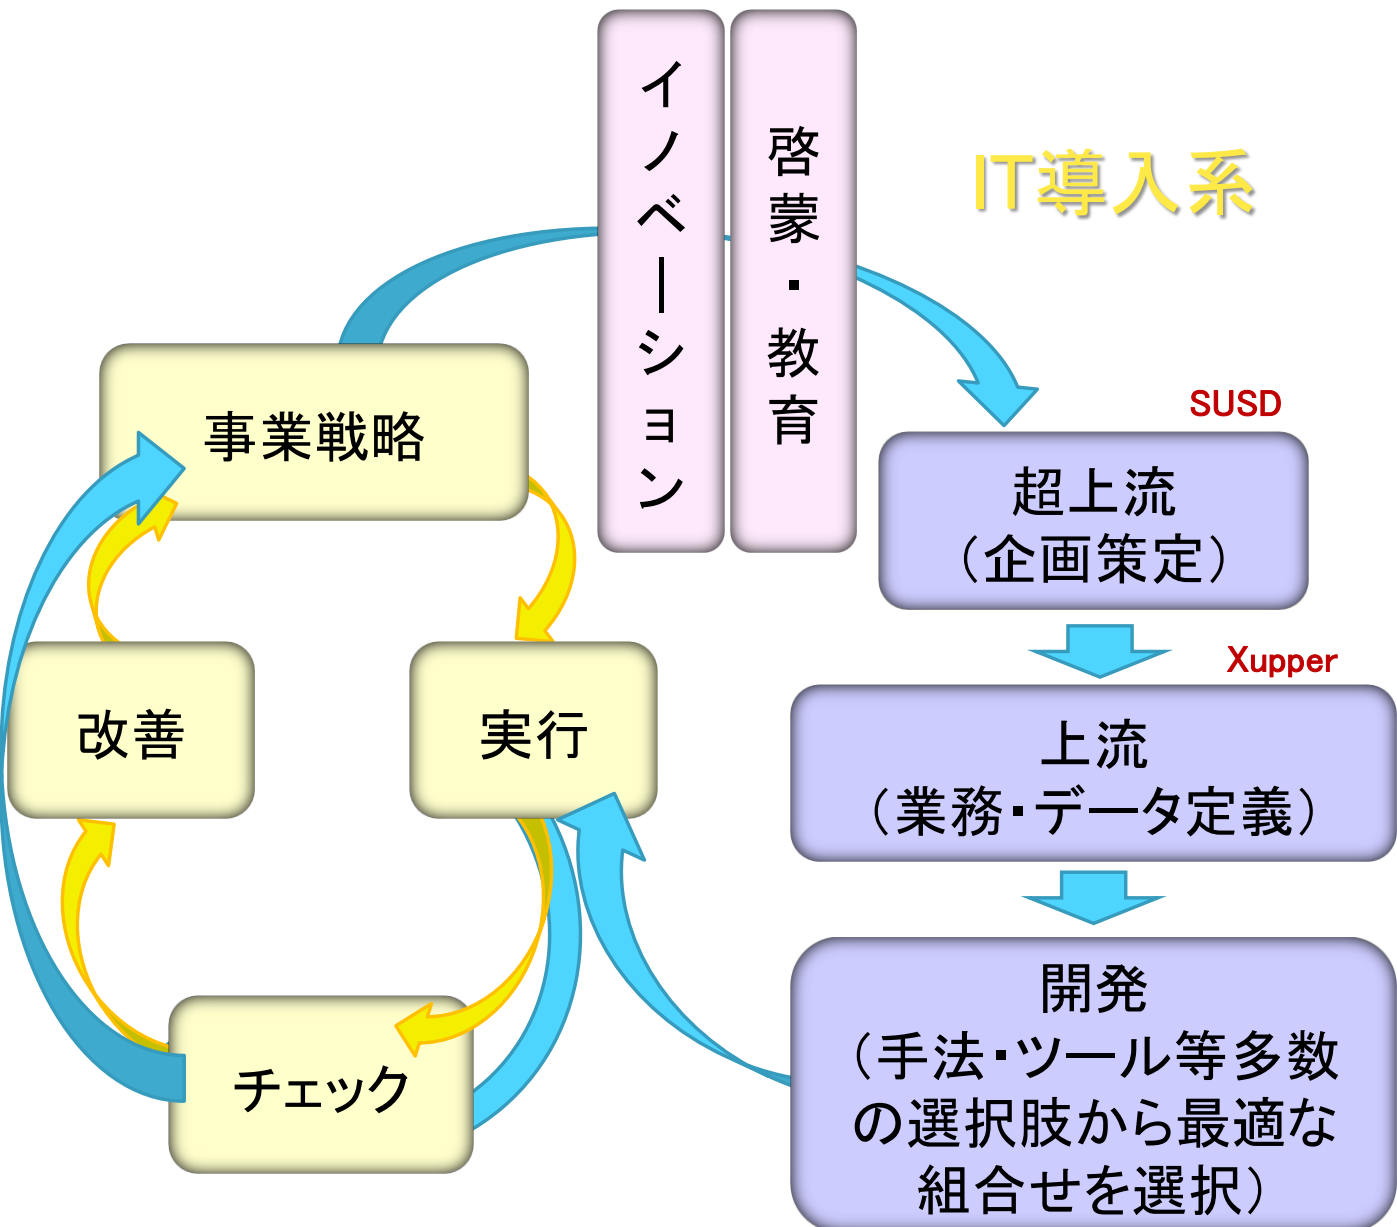 イノベーション
啓蒙・教育
IT導入系
事業戦略
SUSD
超上流
（企画策定）
改善
実行
Xupper
上流
（業務・データ定義）
チェック
開発
（手法・ツール等多数
の選択肢から最適な
組合せを選択）